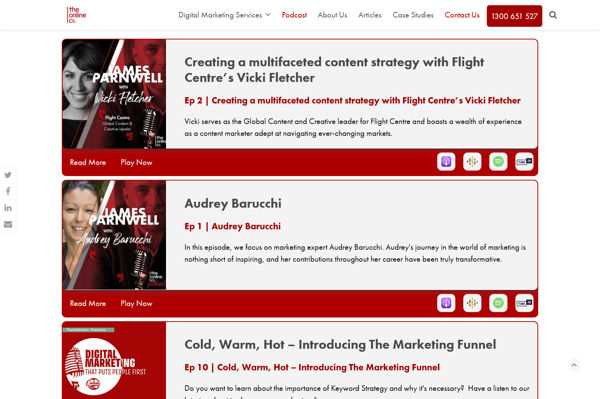 the
online
co.
Digital Marketing Services
Podcast
About Us
Articles
Case Studies
Contact Us
1300 651 527
JAMES
PARNWELL
with
Vicki Fletcher
Flight Centre
Global Content &
Creative Leader
the
online
co.
Creating a multifaceted content strategy with Flight
Centre's Vicki Fletcher
Ep 2 | Creating a multifaceted content strategy with Flight Centre's Vicki Fletcher
Vicki serves as the Global Content and Creative leader for Flight Centre and boasts a wealth of experience
as a content marketer adept at navigating ever-changing markets.
Read More
Play Now
JAMES
PARNWELL
with
Audrey Barucchi
the
online
co.
Audrey Barucchi
Ep 1 | Audrey Barucchi
In this episode, we focus on marketing expert Audrey Barucchi. Audrey's journey in the world of marketing is
nothing short of inspiring, and her contributions throughout her career have been truly transformative.
Read More
Play Now
DIGITAL
MARKETING
THAT PUTS PEOPLE FIRST
Cold, Warm, Hot – Introducing The Marketing Funnel
Ep 10 | Cold, Warm, Hot – Introducing The Marketing Funnel
Do you want to learn about the importance of Keyword Strategy and why it's necessary? Have a listen to our